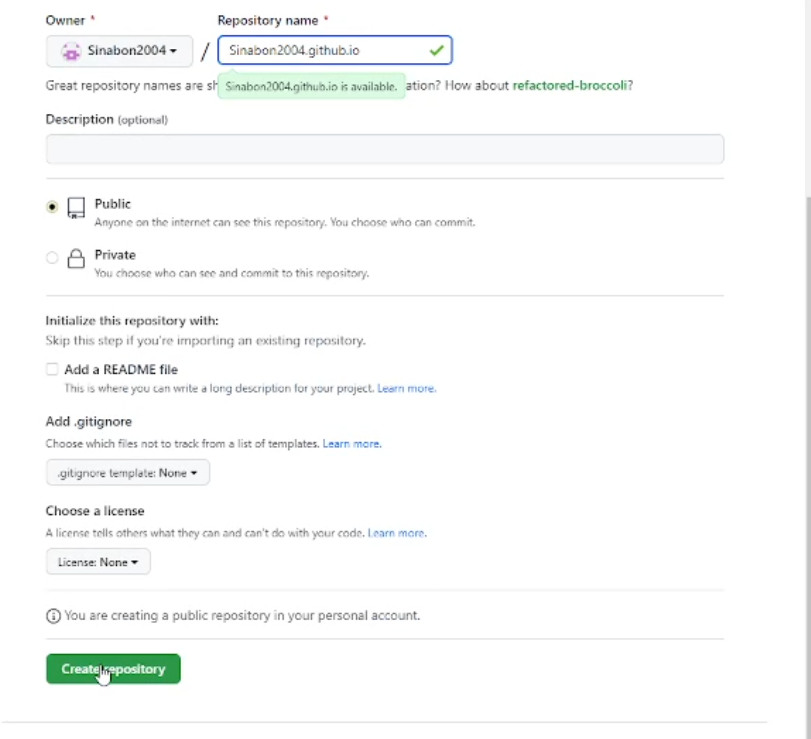 Owner *
Repository name *
Sinabon2004
/
Sinabon2004.github.io
Great repository names are sh
Sinabon2004.github.io is available.
ation? How about refactored-broccoli?
Description (optional)
Public
Anyone on the internet can see this repository. You choose who can commit.
Private
You choose who can see and commit to this repository.
Initialize this repository with:
Skip this step if you're importing an existing repository.
Add a README file
This is where you can write a long description for your project. Learn more.
Add .gitignore
Choose which files not to track from a list of templates. Learn more.
.gitignore template: None
Choose a license
A license tells others what they can and can't do with your code. Learn more.
License: None
You are creating a public repository in your personal account.
Create repository